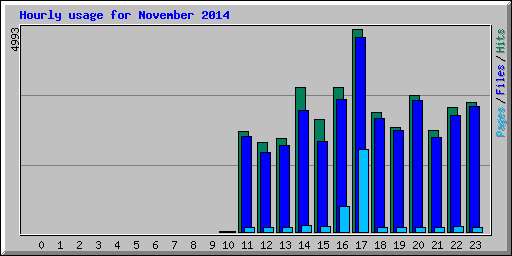 Hourly usage for November 2014
4993
Pages/Files/Hits
0 1 2 3 4 5 6 7 8 9 10 11 12 13 14 15 16 17 18 19 20 21 22 23